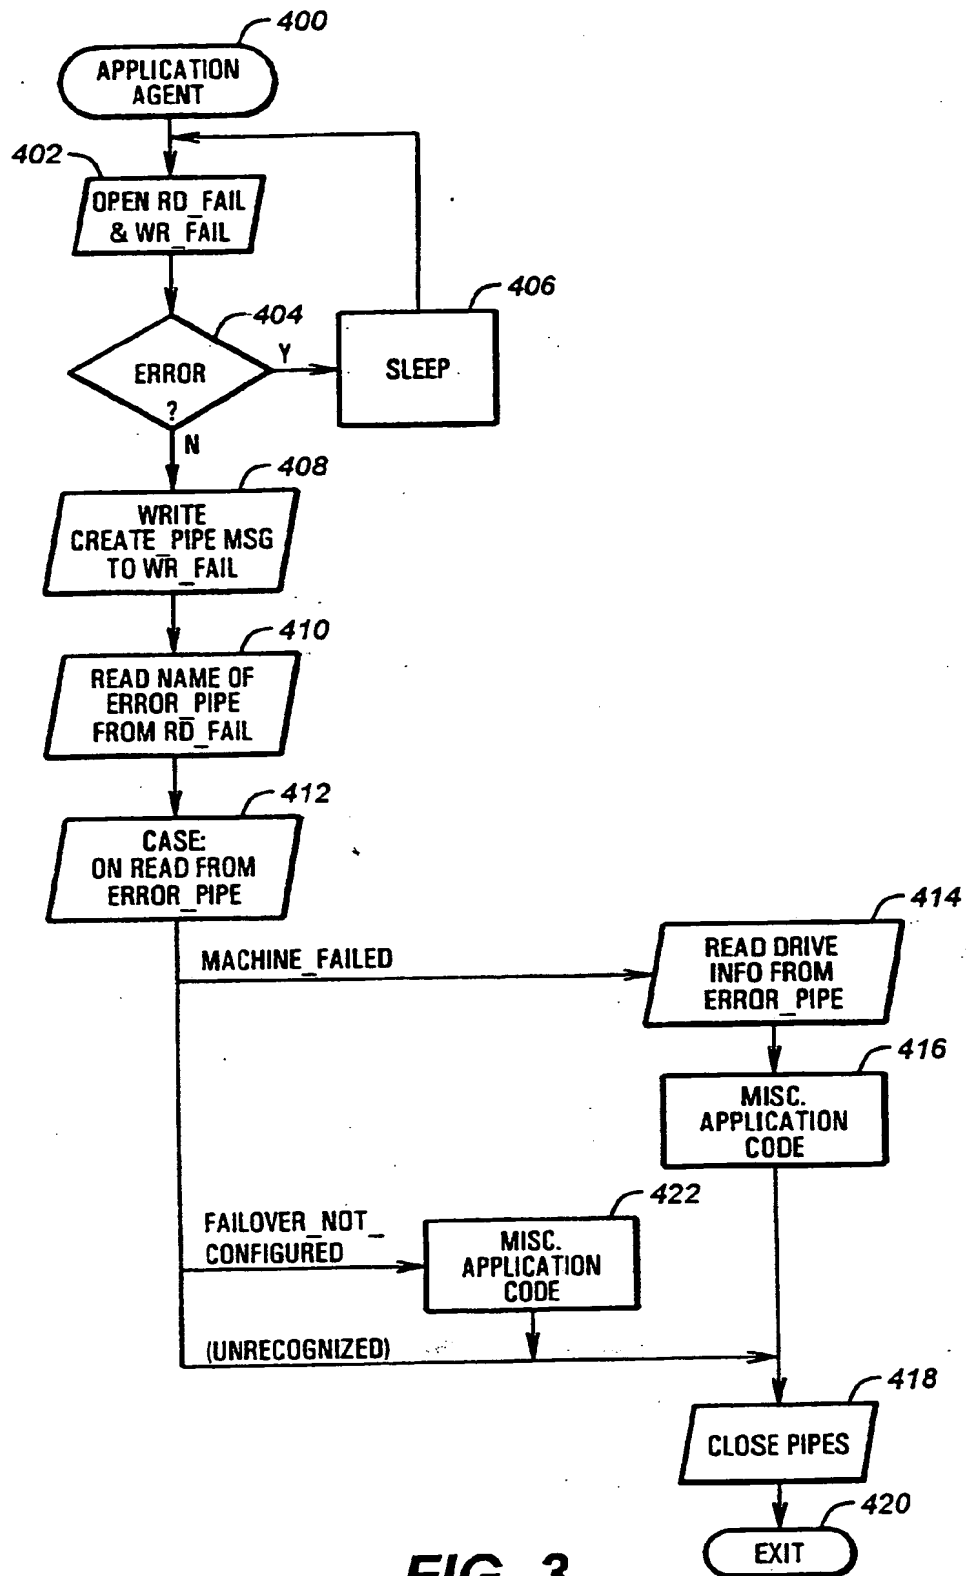 400
APPLICATION
AGENT
402
OPEN RD_FAIL
& WR_FAIL
404
ERROR
?
Y
406
SLEEP
N
408
WRITE
CREATE_PIPE MSG
TO WR_FAIL
410
READ NAME OF
ERROR_PIPE
FROM RD_FAIL
412
CASE:
ON READ FROM
ERROR_PIPE
MACHINE_FAILED
414
READ DRIVE
INFO FROM
ERROR_PIPE
416
MISC.
APPLICATION
CODE
FAILOVER_NOT_
CONFIGURED
422
MISC.
APPLICATION
CODE
(UNRECOGNIZED)
418
CLOSE PIPES
420
EXIT
FIG. 3